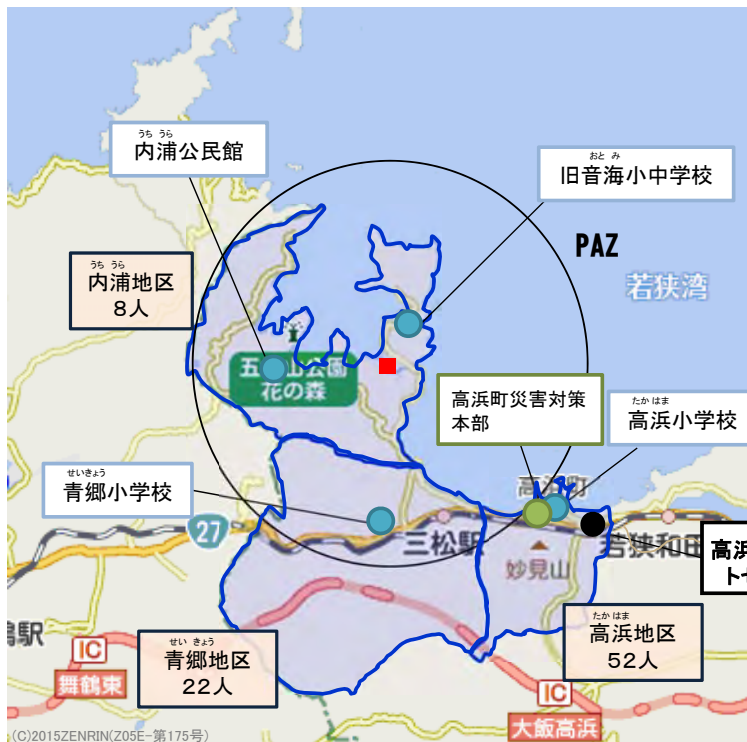 うち うら
内浦公民館
おと み
旧音海小中学校
PAZ
うち うら
内浦地区
8人
若狭湾
花の森
高浜町災害対策
本部
たか はま
高浜小学校
せいきょう
青郷小学校
27
三松駅
若狭和田
妙見山
高浜
トセ
たか はま
高浜地区
52人
せい きょう
青郷地区
22人
駅
IC
舞鶴東
IC
大飯高浜
(C)2015ZENRIN(Z05E-第175号)